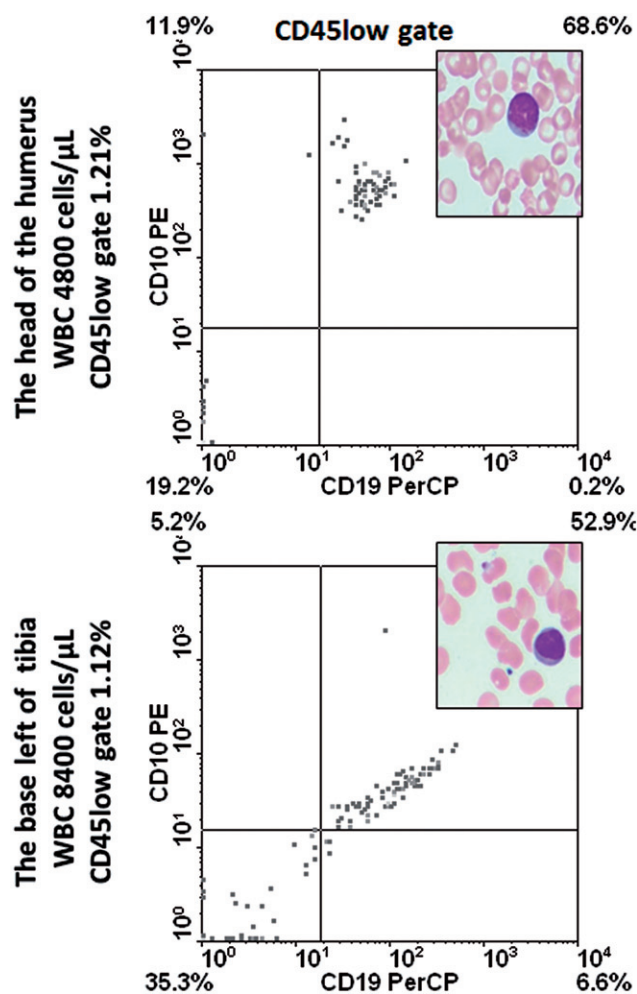 11.9%
CD45low gate
68.6%
The head of the humerus
WBC 4800 cells/µL
CD45low gate 1.21%
CD10 PE
10⁴
10³
10²
10¹
10⁰
10⁰ 10¹ 10² 10³ 10⁴
19.2%
CD19 PerCP
0.2%
5.2%
52.9%
The base left of tibia
WBC 8400 cells/µL
CD45low gate 1.12%
CD10 PE
10⁴
10³
10²
10¹
10⁰
10⁰ 10¹ 10² 10³ 10⁴
35.3%
CD19 PerCP
6.6%